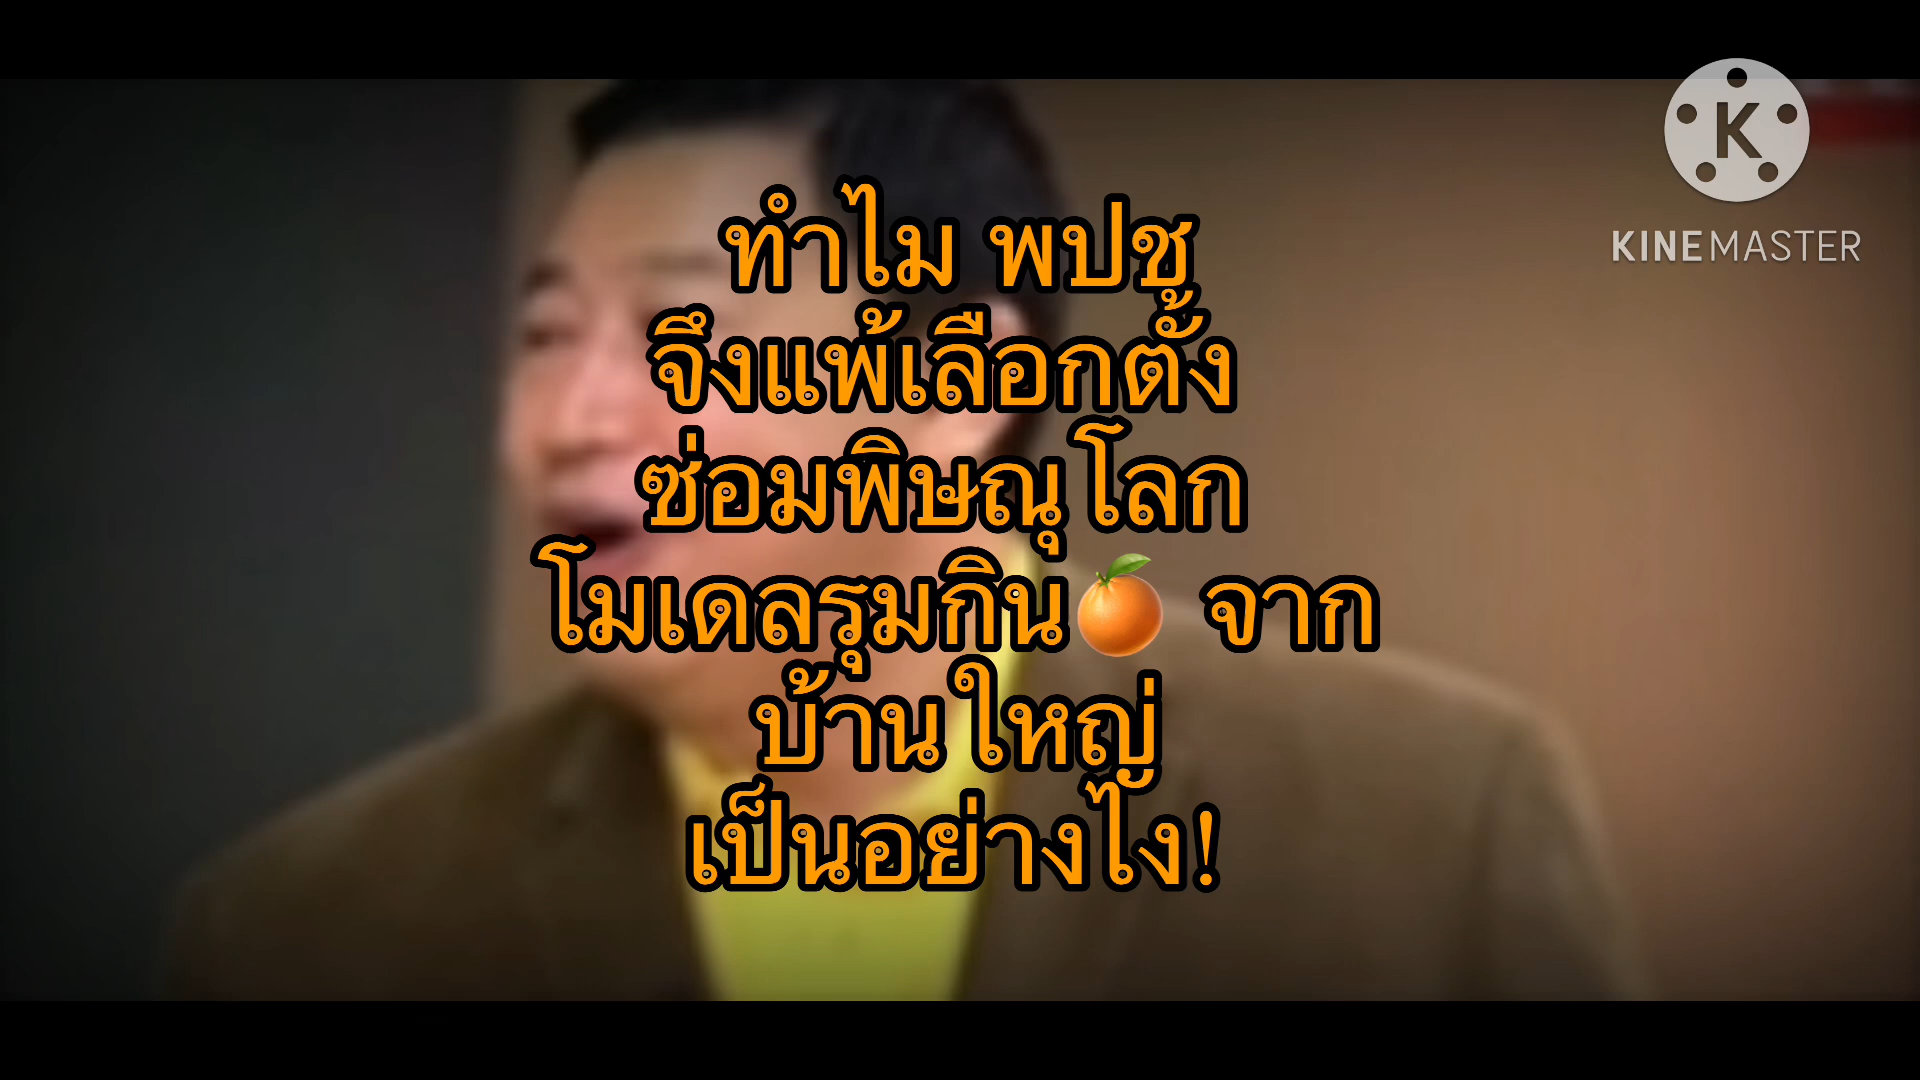 ทำไม พปช
จึงแพ้เลือกตั้ง
ซ่อมพิษณุโลก
โมเดลรุมกิน🍊 จาก
บ้านใหญ่
เป็นอย่างไง!
K
KINEMASTER